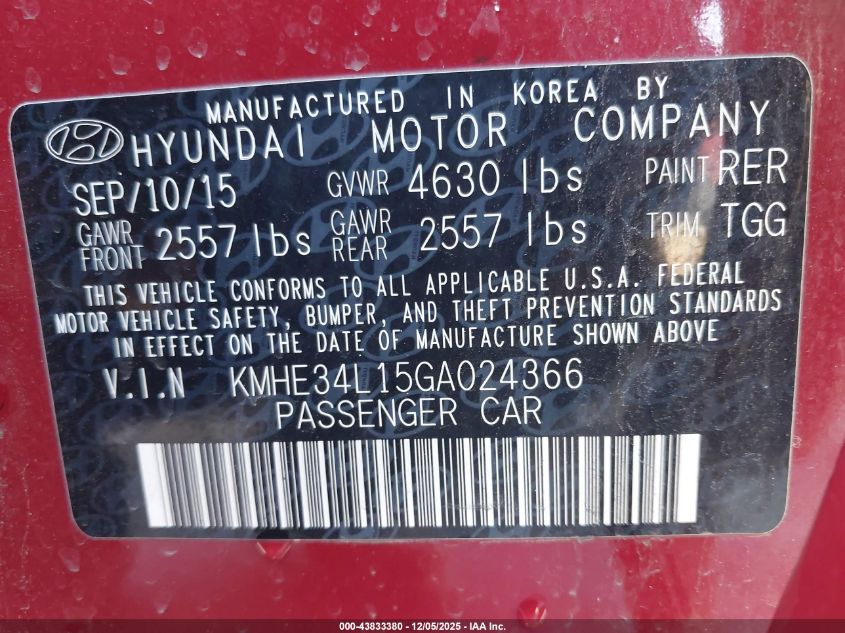 MANUFACTURED IN KOREA BY
HYUNDAI MOTOR COMPANY
SEP/10/15 GVWR 4630 lbs PAINT RER
GAWR FRONT 2557 lbs GAWR REAR 2557 lbs TRIM TGG
THIS VEHICLE CONFORMS TO ALL APPLICABLE U.S.A. FEDERAL
MOTOR VEHICLE SAFETY, BUMPER, AND THEFT PREVENTION STANDARDS
IN EFFECT ON THE DATE OF MANUFACTURE SHOWN ABOVE
V.I.N KMHE34L15GA024366
PASSENGER CAR
000-43833380 - 12/05/2025 - IAA Inc.